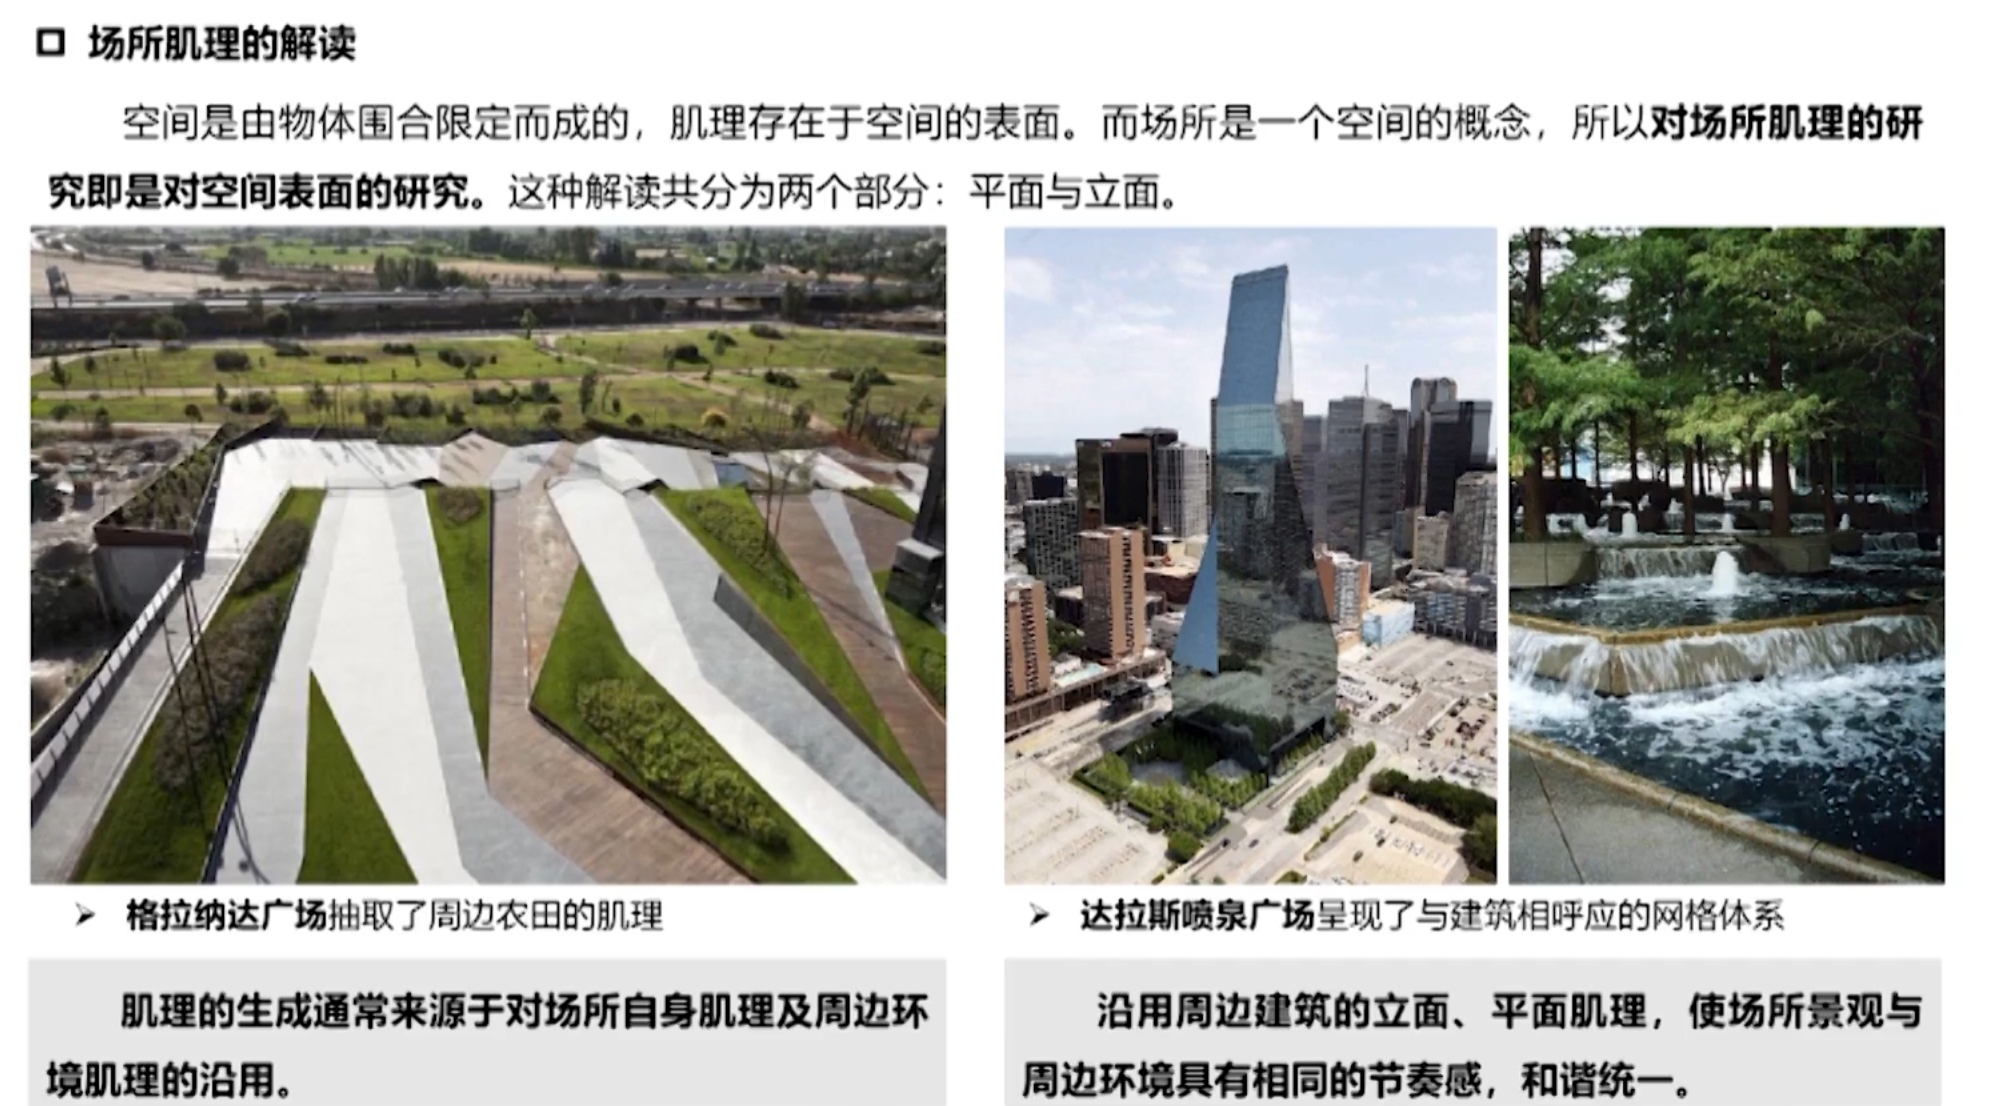 场所肌理的解读
空间是由物体围合限定而成的，肌理存在于空间的表面。而场所是一个空间的概念，所以对场所肌理的研
究即是对空间表面的研究。这种解读共分为两个部分：平面与立面。
➢ 格拉纳达广场抽取了周边农田的肌理
➢ 达拉斯喷泉广场呈现了与建筑相呼应的网格体系
肌理的生成通常来源于对场所自身肌理及周边环
境肌理的沿用。
沿用周边建筑的立面、平面肌理，使场所景观与
周边环境具有相同的节奏感，和谐统一。